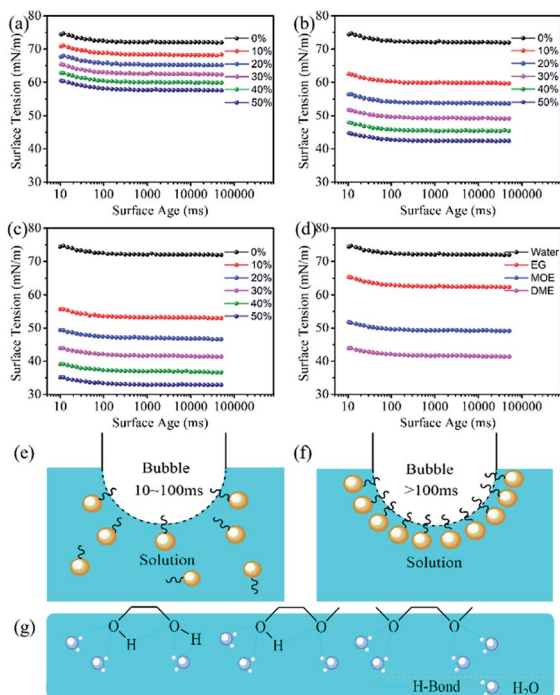 (a)
80
70
60
50
40
30
Surface Tension (mN/m)
0%
10%
20%
30%
40%
50%
10 100 1000 10000 100000
Surface Age (ms)
(b)
80
70
60
50
40
30
Surface Tension (mN/m)
0%
10%
20%
30%
40%
50%
10 100 1000 10000 100000
Surface Age (ms)
(c)
80
70
60
50
40
30
Surface Tension (mN/m)
0%
10%
20%
30%
40%
50%
10 100 1000 10000 100000
Surface Age (ms)
(d)
80
70
60
50
40
30
Surface Tension (mN/m)
Water
EG
MOE
DME
10 100 1000 10000 100000
Surface Age (ms)
(e)
Bubble
10~100ms
Solution
(f)
Bubble
>100ms
Solution
(g)
O O O O O O
H H H
H-Bond H₂O